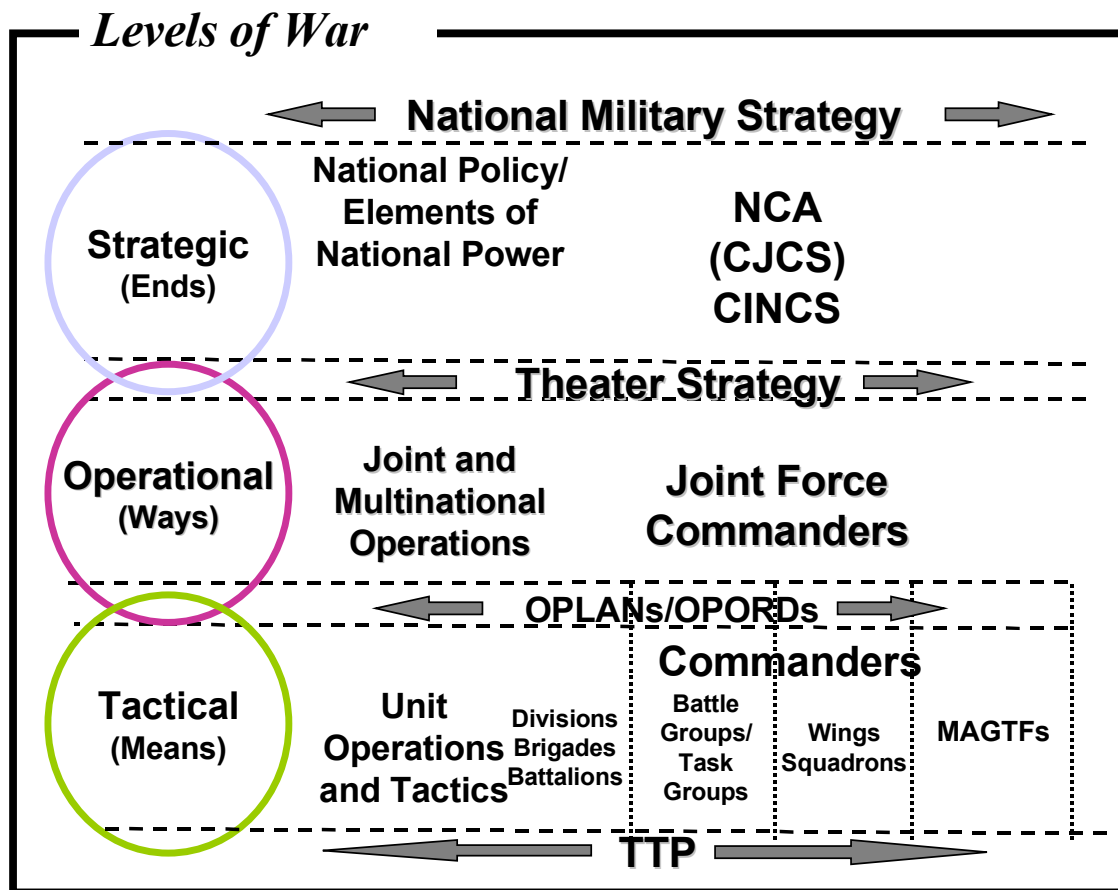 Levels of War
National Military Strategy
Strategic
(Ends)
National Policy/
Elements of
National Power
NCA
(CJCS)
CINCS
Theater Strategy
Operational
(Ways)
Joint and
Multinational
Operations
Joint Force
Commanders
OPLANs/OPORDs
Tactical
(Means)
Unit
Operations
and Tactics
Commanders
Divisions
Brigades
Battalions
Battle
Groups/
Task
Groups
Wings
Squadrons
MAGTFs
TTP